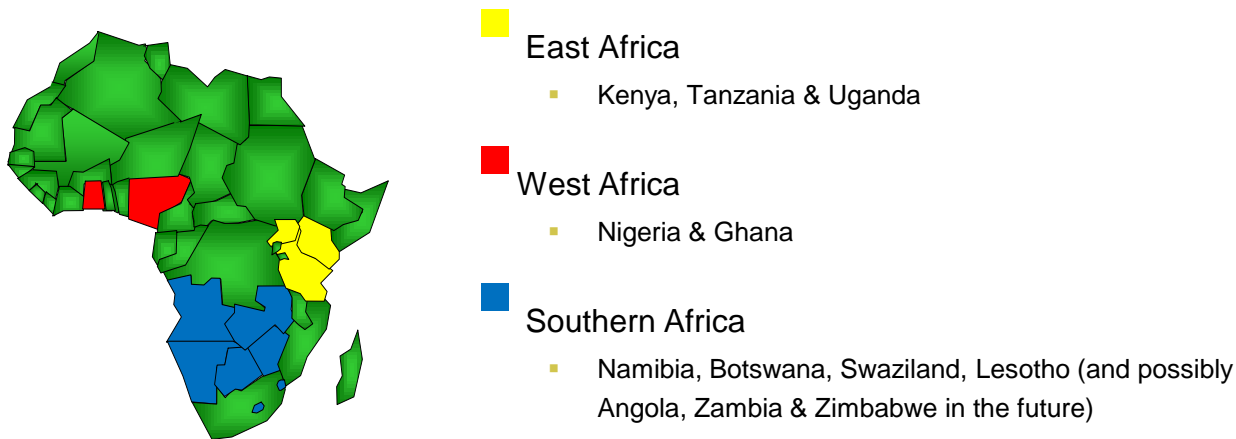 East Africa
Kenya, Tanzania & Uganda
West Africa
Nigeria & Ghana
Southern Africa
Namibia, Botswana, Swaziland, Lesotho (and possibly
Angola, Zambia & Zimbabwe in the future)